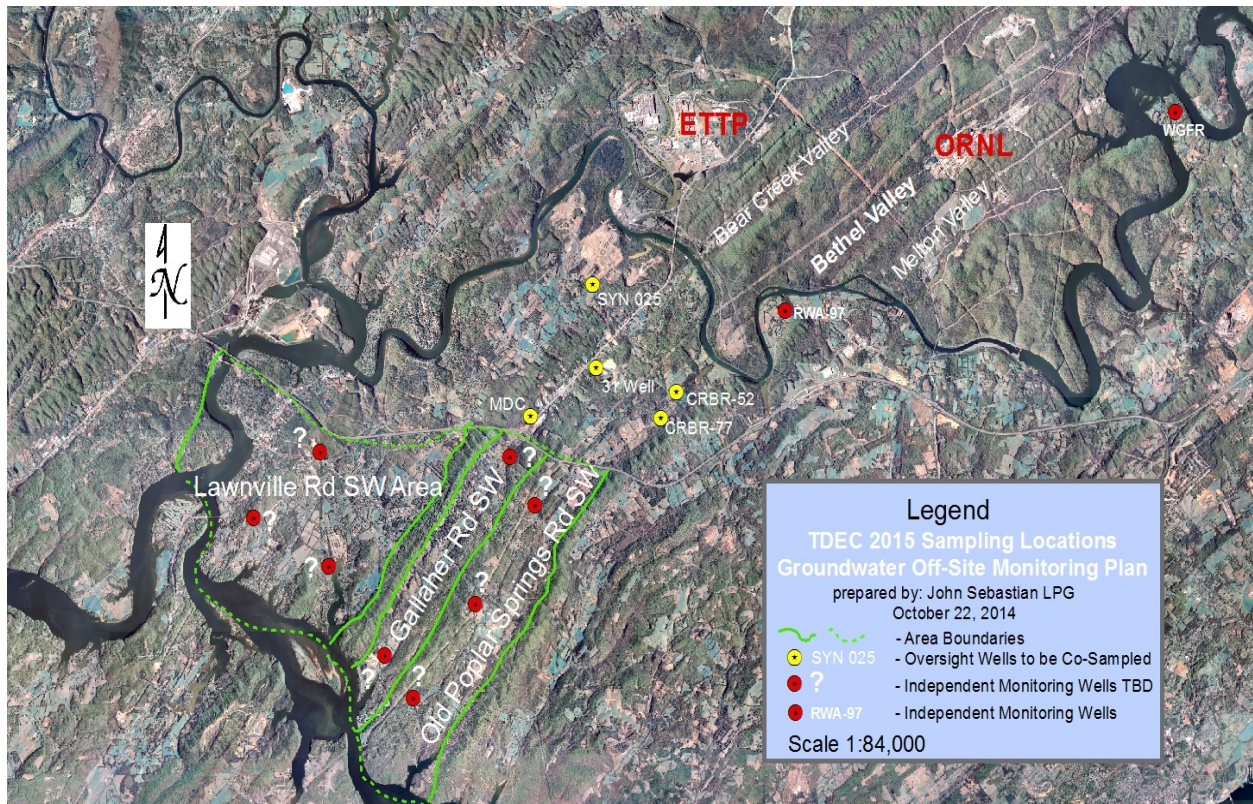 ETTP
ORNL
WGFR
Bear Creek Valley
Bethel Valley
Melton Valley
N
SYN 025
RWA-97
31 Well
CRBR-52
MDC
CRBR-77
?
?
?
Lawnville Rd SW Area
?
?
Gallaher Rd SW
?
?
?
?
Old Poplar Springs Rd SW
Legend
TDEC 2015 Sampling Locations
Groundwater Off-Site Monitoring Plan
prepared by: John Sebastian LPG
October 22, 2014
- Area Boundaries
SYN 025 - Oversight Wells to be Co-Sampled
? - Independent Monitoring Wells TBD
RWA-97 - Independent Monitoring Wells
Scale 1:84,000